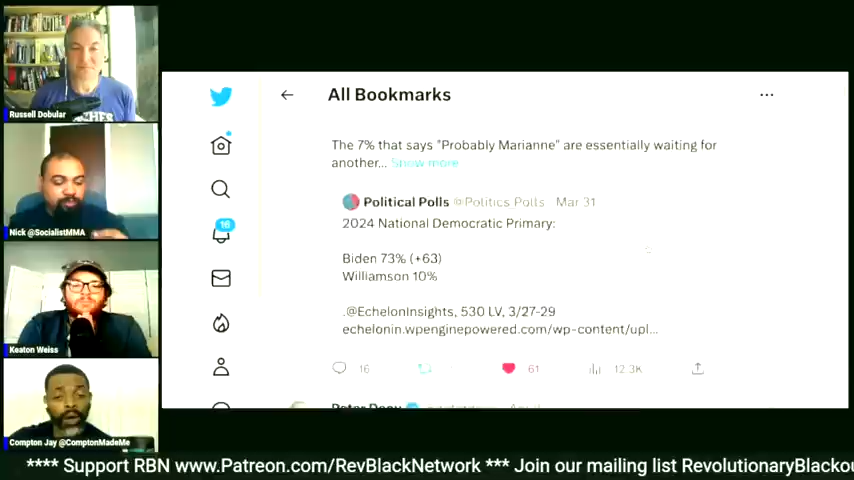 Russell Dobular
Nick @SocialistMMA
Keaton Weiss
Compton Jay @ComptonMadeMe
All Bookmarks
The 7% that says "Probably Marianne" are essentially waiting for
another... Show more
Political Polls @Politics_Polls Mar 31
2024 National Democratic Primary:
Biden 73% (+63)
Williamson 10%
.@EchelonInsights, 530 LV, 3/27-29
echelonin.wpenginepowered.com/wp-content/upl...
16
16
61
12.3K
**** Support RBN www.Patreon.com/RevBlackNetwork *** Join our mailing list RevolutionaryBlackou